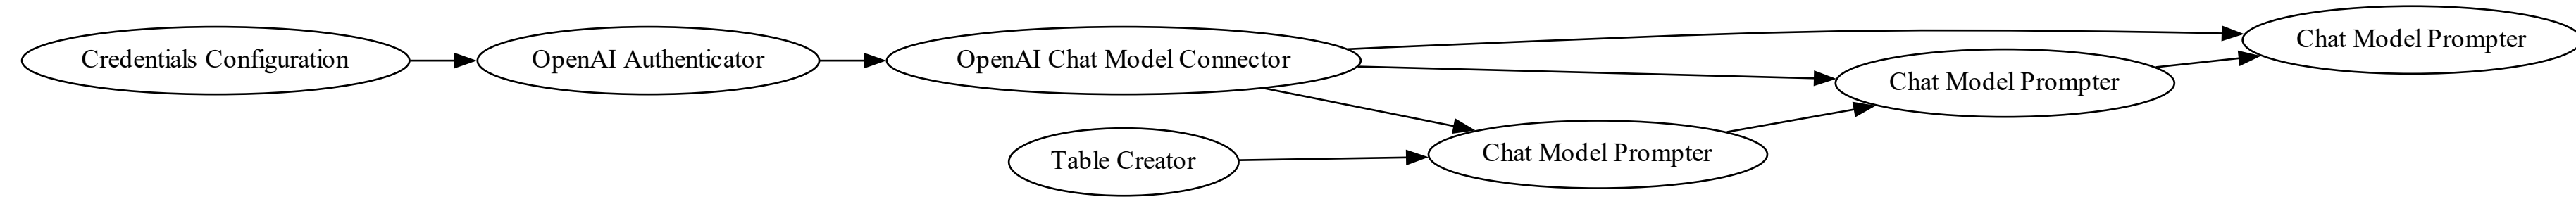 Credentials Configuration
OpenAI Authenticator
OpenAI Chat Model Connector
Table Creator
Chat Model Prompter
Chat Model Prompter
Chat Model Prompter